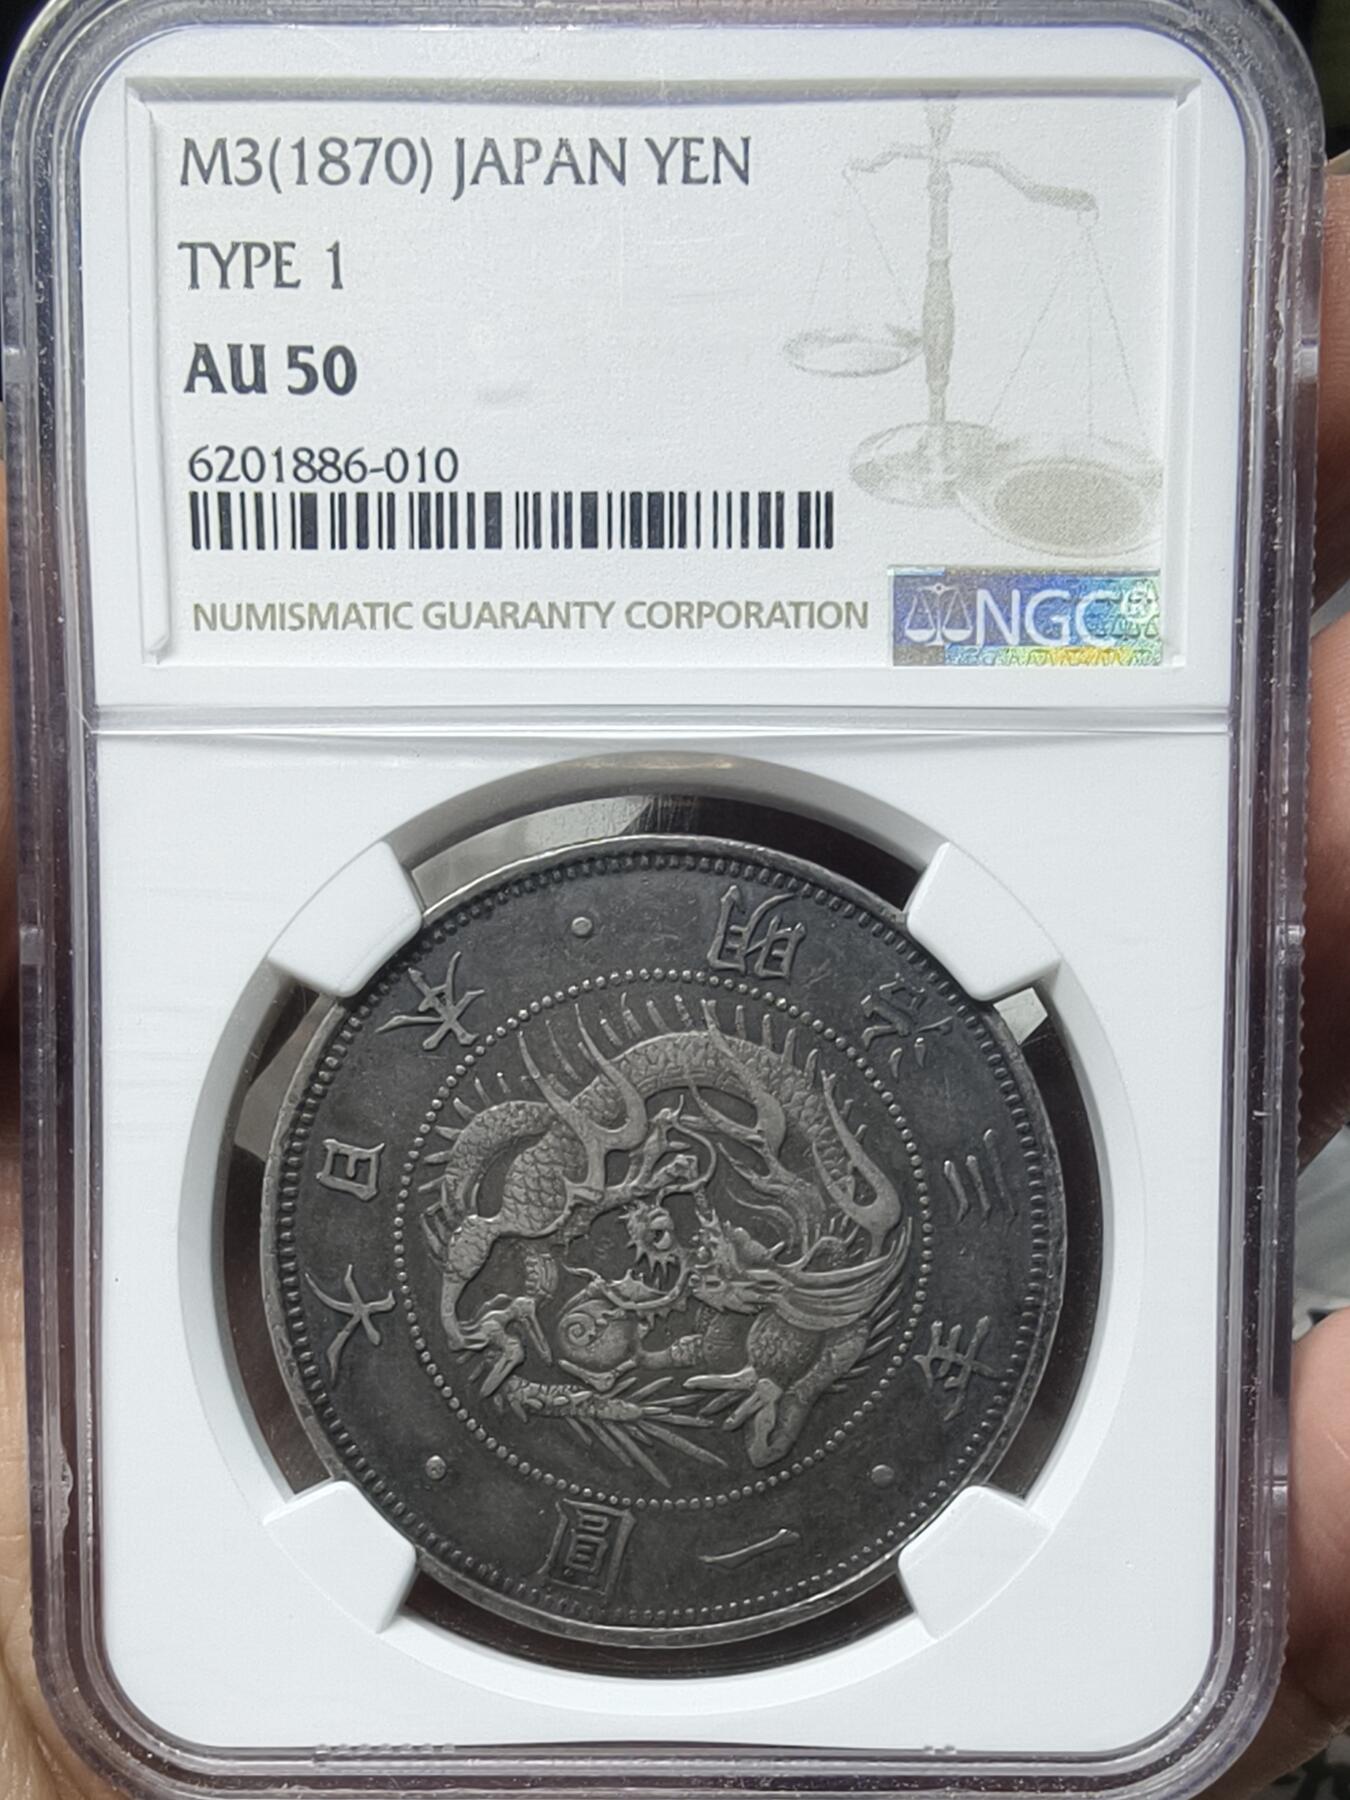 M3(1870) JAPAN YEN
TYPE 1
AU 50
6201886-010
NUMISMATIC GUARANTY CORPORATION
NGC®
大日本
明治三年
一圓